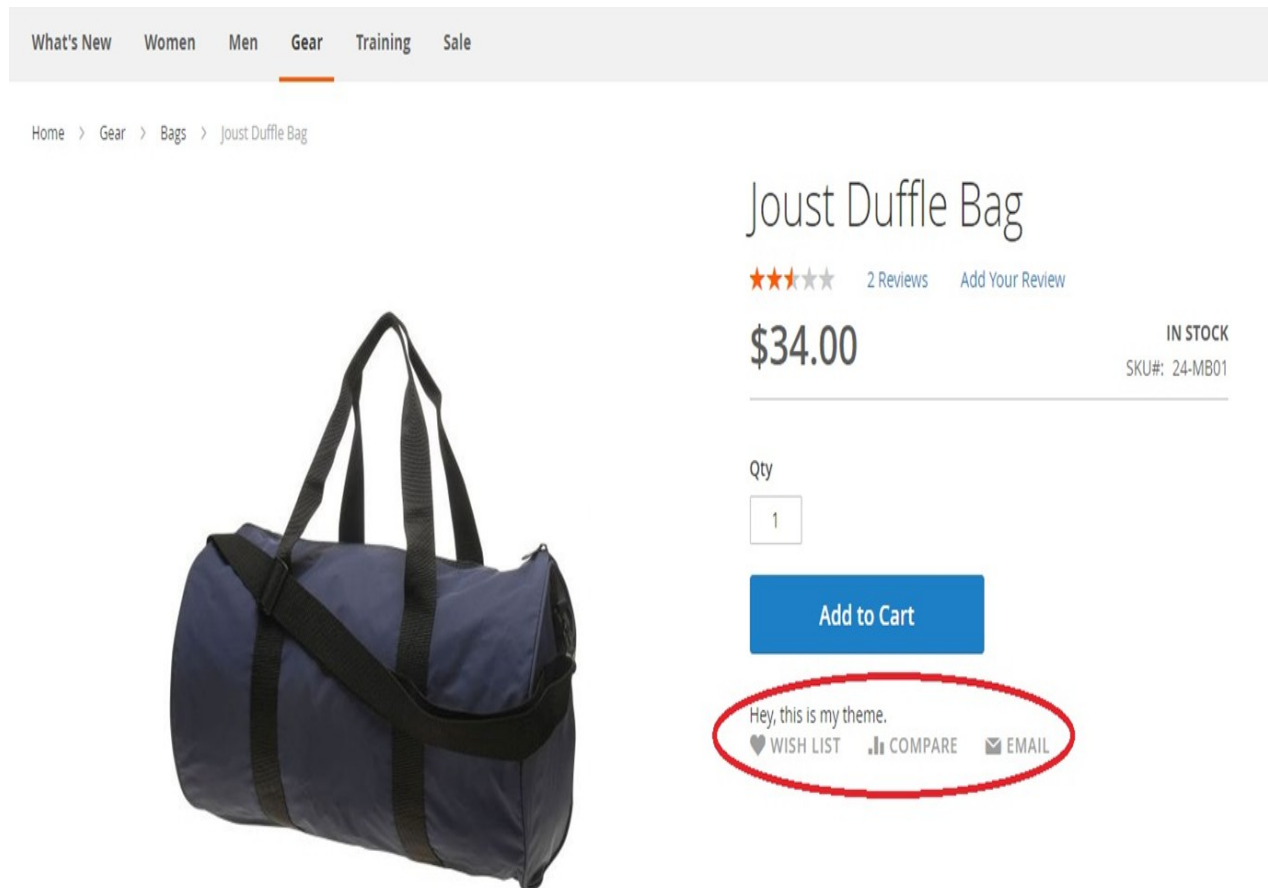 What's New Women Men Gear Training Sale
Home > Gear > Bags > Joust Duffle Bag
Joust Duffle Bag
2 Reviews Add Your Review
$34.00
IN STOCK
SKU#: 24-MB01
Qty
1
Add to Cart
Hey, this is my theme.
WISH LIST COMPARE EMAIL